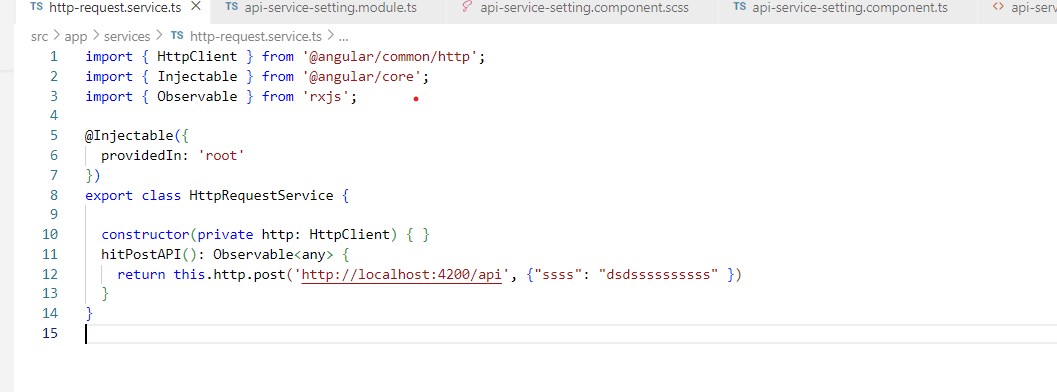 TS http-request.service.ts × TS api-service-setting.module.ts api-service-setting.component.scss TS api-service-setting.component.ts <>
src > app > services > TS http-request.service.ts > ...
1 import { HttpClient } from '@angular/common/http';
2 import { Injectable } from '@angular/core';
3 import { Observable } from 'rxjs';
4
5 @Injectable({
6 providedIn: 'root'
7 })
8 export class HttpRequestService {
9
10 constructor(private http: HttpClient) { }
11 hitPostAPI(): Observable<any> {
12 return this.http.post('http://localhost:4200/api', {"ssss": "dsdssssssssss" })
13 }
14 }
15